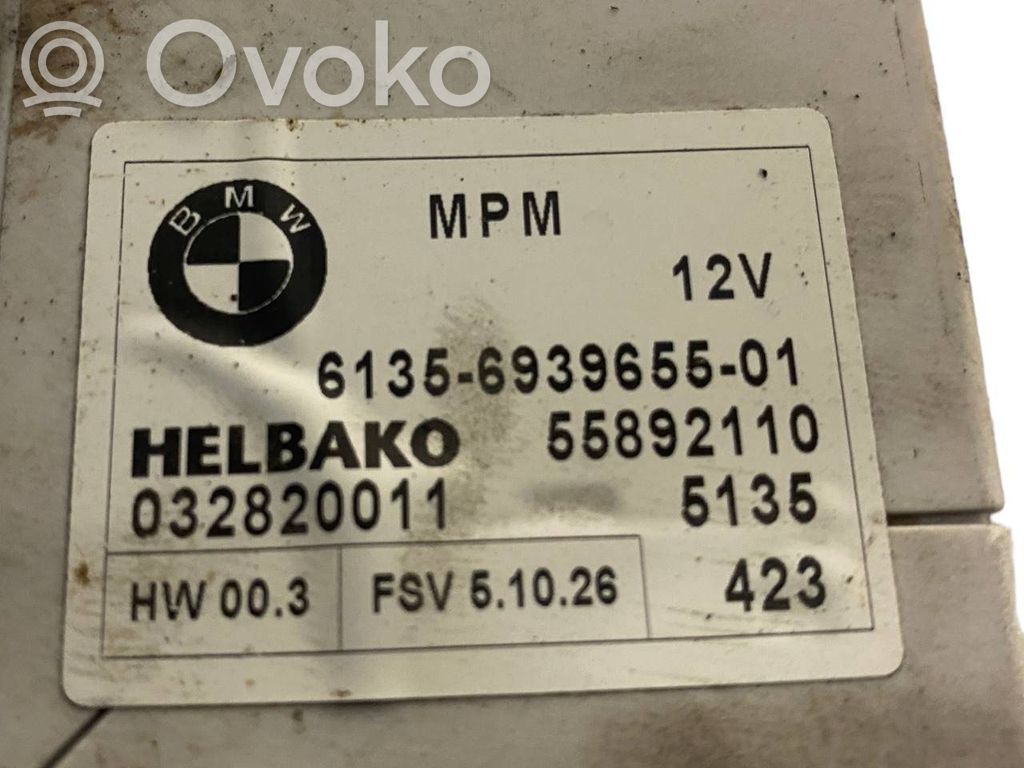 Ovoko
BMW
MPM
12V
6135-6939655-01
HELBAKO 55892110
032820011 5135
HW 00.3 FSV 5.10.26 423